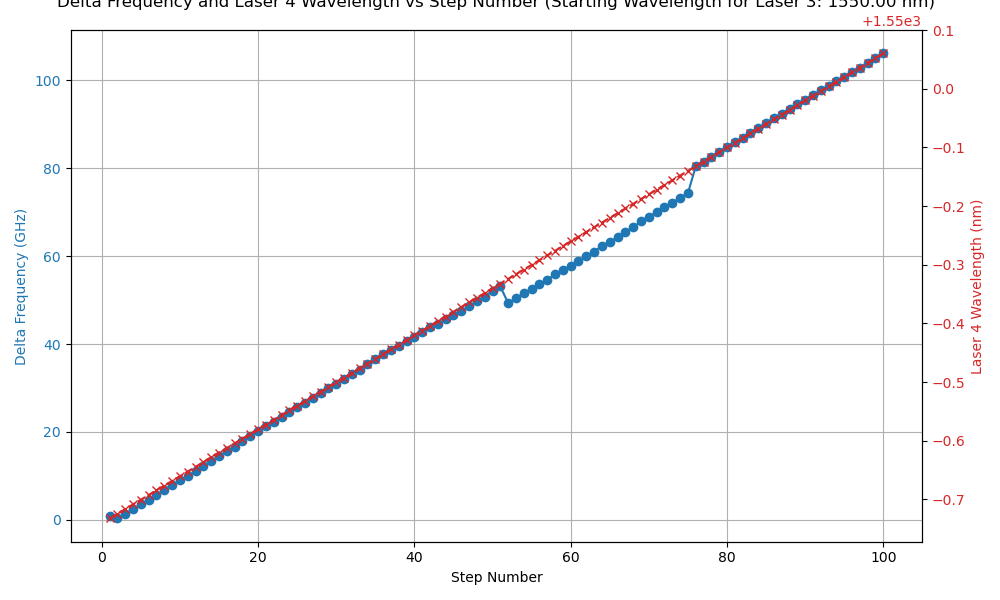 Delta Frequency and Laser 4 Wavelength vs Step Number (Starting Wavelength for Laser 3: 1550.00 nm)
+1.55e3
0.1
100
0.0
−0.1
80
−0.2
60
−0.3
−0.4
40
−0.5
20
−0.6
−0.7
0
Delta Frequency (GHz)
Laser 4 Wavelength (nm)
0 20 40 60 80 100
Step Number